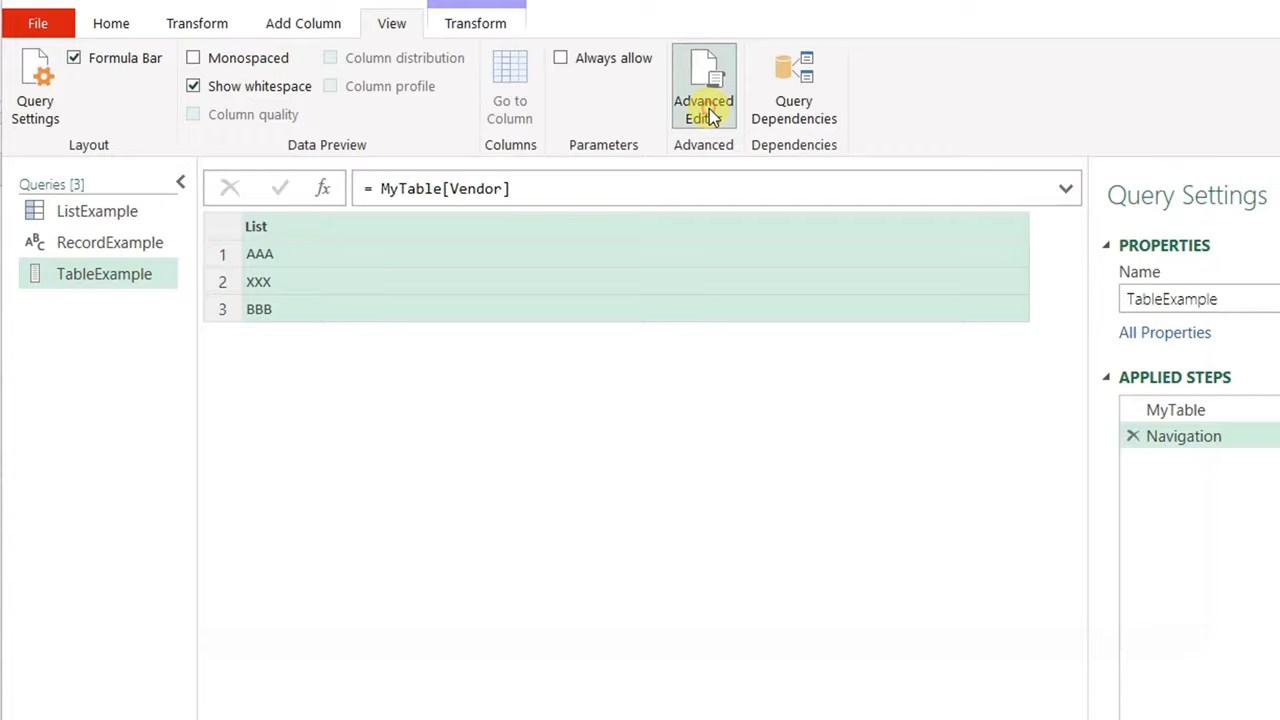 File Home Transform Add Column View Transform
Query Settings
Formula Bar
Layout
Monospaced
Show whitespace
Column quality
Column distribution
Column profile
Data Preview
Go to Column
Columns
Always allow
Parameters
Advanced
Advanced
Query Dependencies
Dependencies
Queries [3]
ListExample
RecordExample
TableExample
fx
= MyTable[Vendor]
List
1 AAA
2 XXX
3 BBB
Query Settings
PROPERTIES
Name
TableExample
All Properties
APPLIED STEPS
MyTable
Navigation